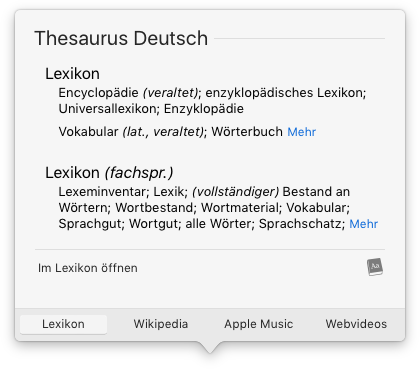 Thesaurus Deutsch
Lexikon
Encyclopädie (veraltet); enzyklopädisches Lexikon;
Universallexikon; Enzyklopädie
Vokabular (lat., veraltet); Wörterbuch Mehr
Lexikon (fachspr.)
Lexeminventar; Lexik; (vollständiger) Bestand an
Wörtern; Wortbestand; Wortmaterial; Vokabular;
Sprachgut; Wortgut; alle Wörter; Sprachschatz; Mehr
Im Lexikon öffnen
Aa
Lexikon Wikipedia Apple Music Webvideos